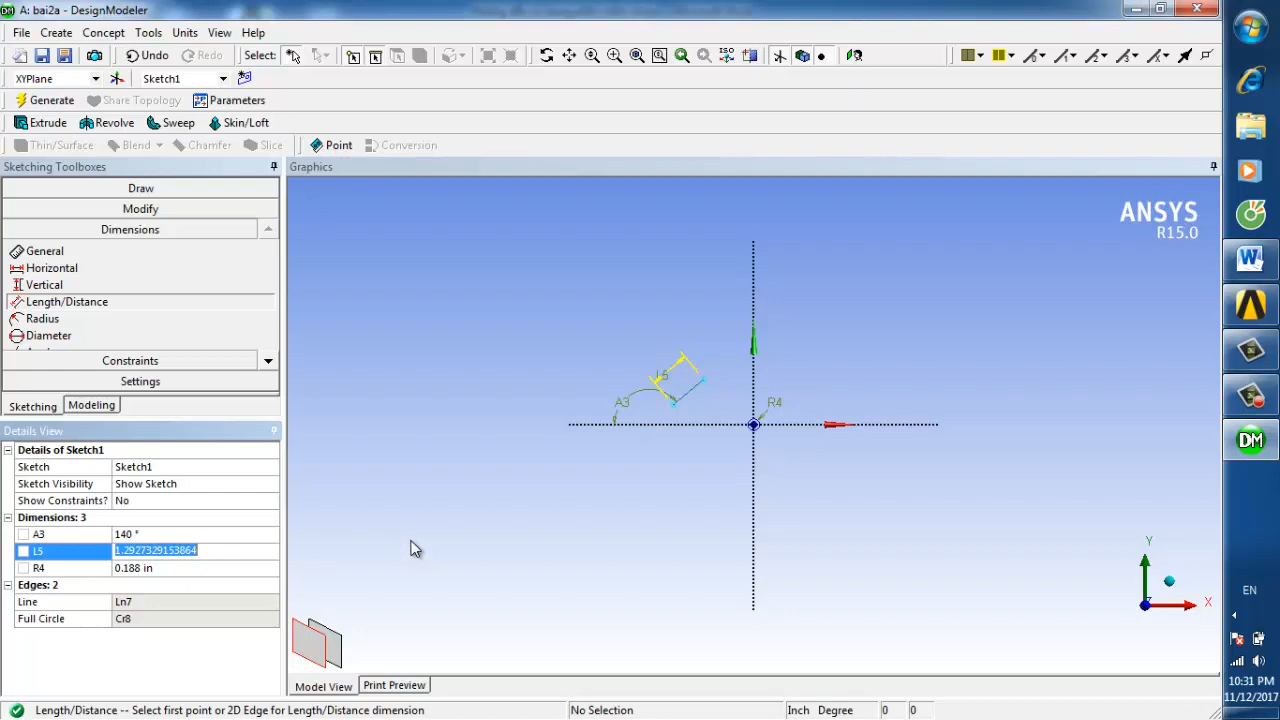 A: bai2a - DesignModeler
File Create Concept Tools Units View Help
Undo Redo Select:
XYPlane Sketch1
Generate Share Topology Parameters
Extrude Revolve Sweep Skin/Loft
Thin/Surface Blend Chamfer Slice Point Conversion
Sketching Toolboxes
Graphics
Draw
Modify
Dimensions
General
Horizontal
Vertical
Length/Distance
Radius
Diameter
Constraints
Settings
Sketching Modeling
ANSYS
R15.0
L5
A3
R4
Details View
Details of Sketch1
Sketch Sketch1
Sketch Visibility Show Sketch
Show Constraints? No
Dimensions: 3
A3 140 °
L5 1.2927329153864
R4 0.188 in
Edges: 2
Line Ln7
Full Circle Cr8
Y
X
Model View Print Preview
Length/Distance -- Select first point or 2D Edge for Length/Distance dimension No Selection Inch Degree 0 0
EN
10:31 PM
11/12/2017
DM